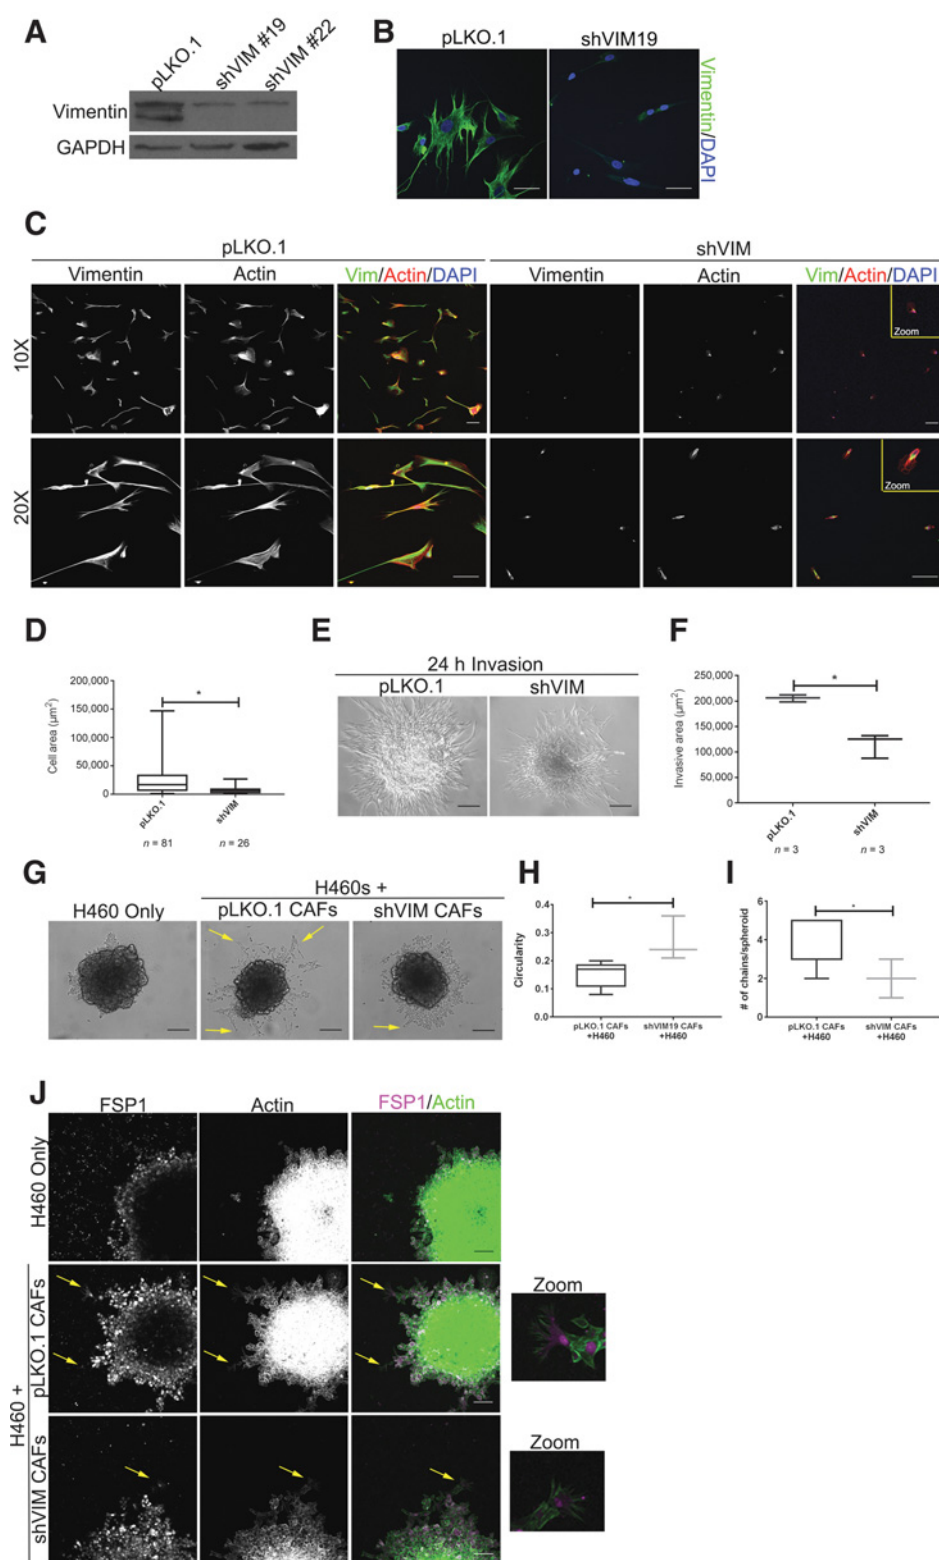 A
pLKO.1
shVIM #19
shVIM #22
Vimentin
GAPDH
B
pLKO.1
shVIM19
Vimentin/DAPI
C
pLKO.1
shVIM
Vimentin
Actin
Vim/Actin/DAPI
Vimentin
Actin
Vim/Actin/DAPI
10X
Zoom
20X
Zoom
D
Cell area (µm²)
200,000
150,000
100,000
50,000
0
*
pLKO.1
shVIM
n = 81
n = 26
E
24 h Invasion
pLKO.1
shVIM
F
Invasive area (µm²)
250,000
200,000
150,000
100,000
50,000
0
*
pLKO.1
shVIM
n = 3
n = 3
G
H460s +
H460 Only
pLKO.1 CAFs
shVIM CAFs
H
Circularity
0.4
0.3
0.2
0.1
0.0
*
pLKO.1 CAFs
+H460
shVIM19 CAFs
+H460
I
# of chains/spheroid
6
4
2
0
*
pLKO.1 CAFs
+H460
shVIM CAFs
+H460
J
FSP1
Actin
FSP1/Actin
H460 Only
H460 +
pLKO.1 CAFs
Zoom
shVIM CAFs
Zoom